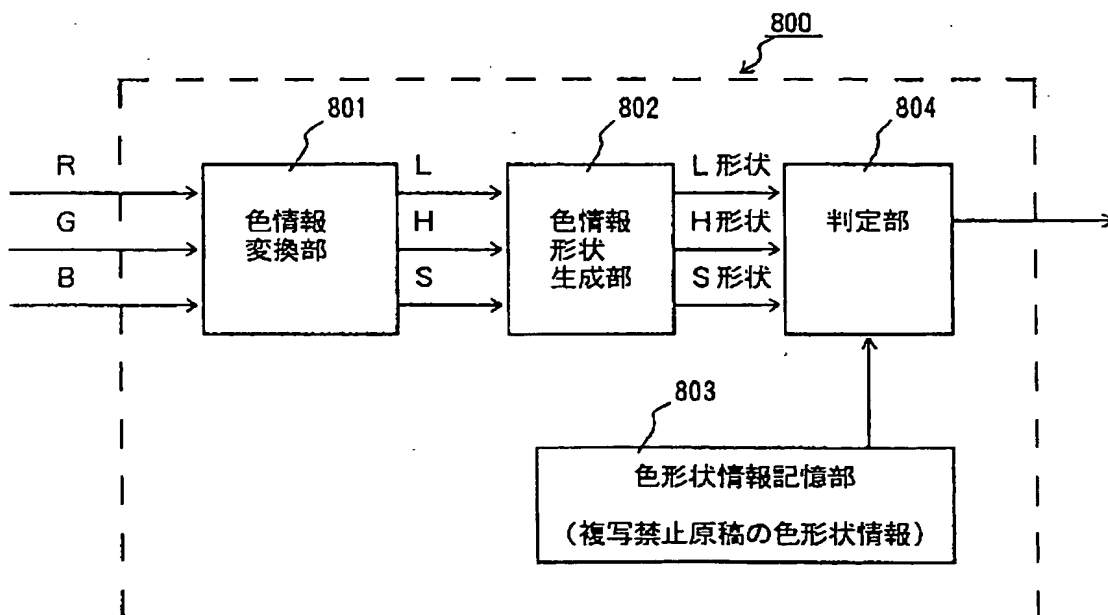 800
801
802
804
R
G
B
色情報
変換部
L
H
S
色情報
形状
生成部
L形状
H形状
S形状
判定部
803
色形状情報記憶部
(複写禁止原稿の色形状情報)